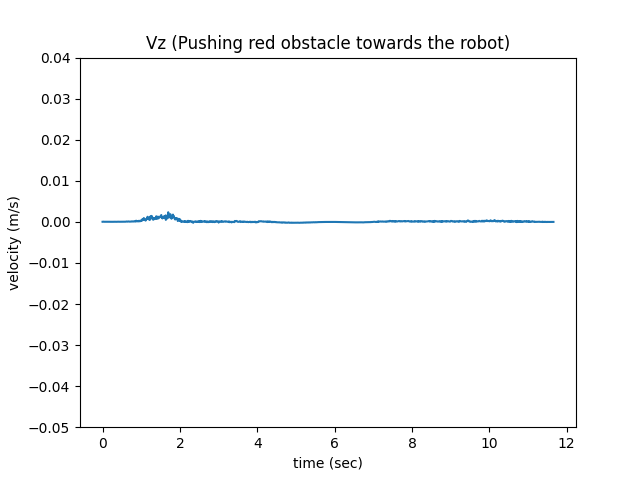 Vz (Pushing red obstacle towards the robot)
0.04
0.03
0.02
0.01
0.00
−0.01
−0.02
−0.03
−0.04
−0.05
velocity (m/s)
0 2 4 6 8 10 12
time (sec)